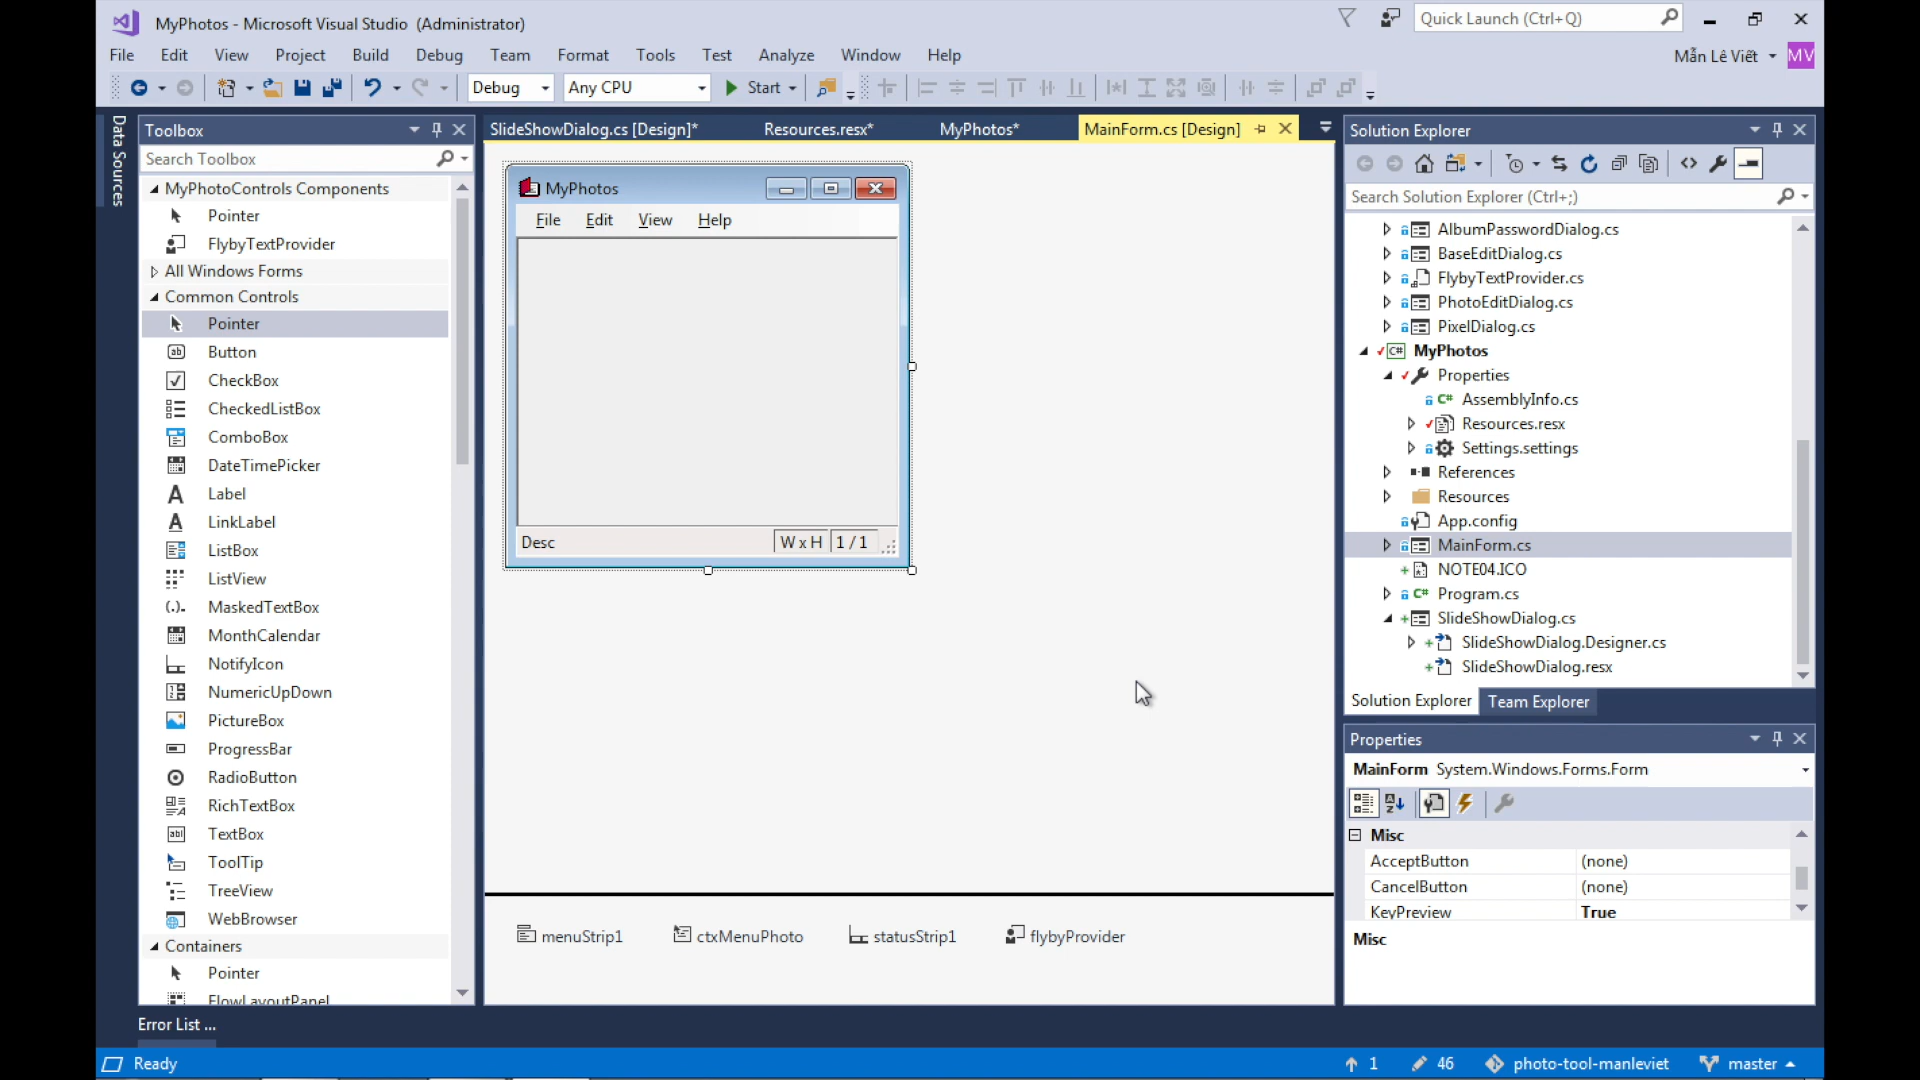 MyPhotos - Microsoft Visual Studio (Administrator)
Quick Launch (Ctrl+Q)
File Edit View Project Build Debug Team Format Tools Test Analyze Window Help
Mẫn Lê Viết MV
Debug Any CPU Start
Data Sources
Toolbox
Search Toolbox
MyPhotoControls Components
Pointer
FlybyTextProvider
All Windows Forms
Common Controls
Pointer
Button
CheckBox
CheckedListBox
ComboBox
DateTimePicker
Label
LinkLabel
ListBox
ListView
MaskedTextBox
MonthCalendar
NotifyIcon
NumericUpDown
PictureBox
ProgressBar
RadioButton
RichTextBox
TextBox
ToolTip
TreeView
WebBrowser
Containers
Pointer
FlowLayoutPanel
SlideShowDialog.cs [Design]* Resources.resx* MyPhotos* MainForm.cs [Design]
MyPhotos
File Edit View Help
Desc W x H 1 / 1
menuStrip1 ctxMenuPhoto statusStrip1 flybyProvider
Solution Explorer
Search Solution Explorer (Ctrl+;)
AlbumPasswordDialog.cs
BaseEditDialog.cs
FlybyTextProvider.cs
PhotoEditDialog.cs
PixelDialog.cs
MyPhotos
Properties
AssemblyInfo.cs
Resources.resx
Settings.settings
References
Resources
App.config
MainForm.cs
NOTE04.ICO
Program.cs
SlideShowDialog.cs
SlideShowDialog.Designer.cs
SlideShowDialog.resx
Solution Explorer Team Explorer
Properties
MainForm System.Windows.Forms.Form
Misc
AcceptButton (none)
CancelButton (none)
KeyPreview True
Misc
Error List ...
Ready 1 46 photo-tool-manleviet master